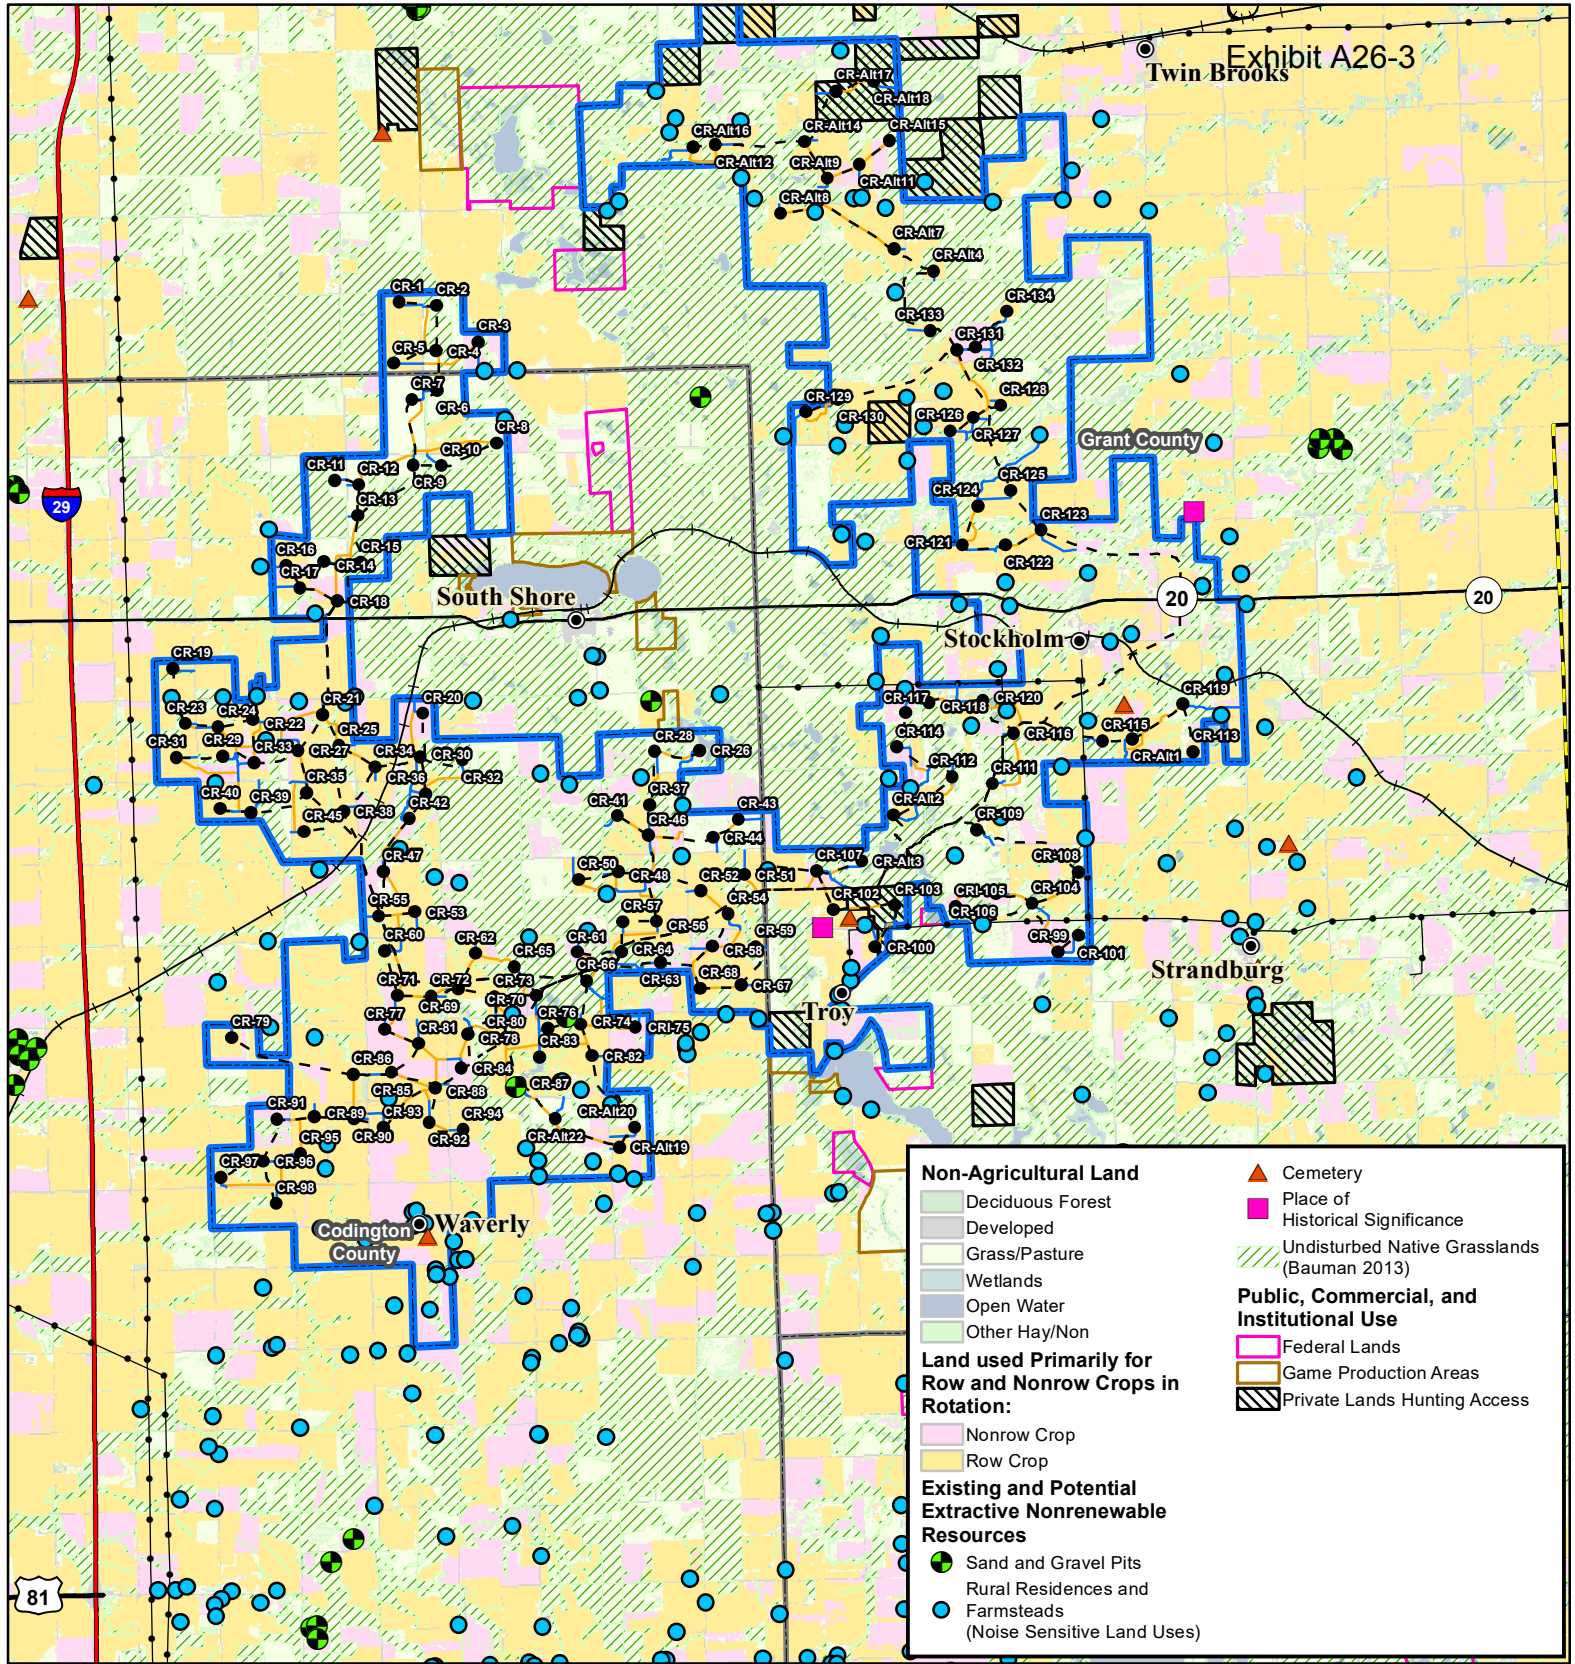 Exhibit A26-3
Twin Brooks
CR-Alt17
CR-Alt18
CR-Alt16
CR-Alt14
CR-Alt15
CR-Alt12
CR-Alt9
CR-Alt11
CR-Alt8
CR-Alt7
CR-Alt4
CR-1
CR-2
CR-134
CR-3
CR-133
CR-131
CR-5
CR-4
CR-132
CR-7
CR-6
CR-129
CR-128
CR-130
CR-126
CR-8
CR-127
Grant County
CR-10
CR-11
CR-12
CR-9
CR-125
CR-13
CR-124
29
CR-123
CR-16
CR-15
CR-121
CR-14
CR-122
CR-17
CR-18
South Shore
20
20
Stockholm
CR-19
CR-119
CR-21
CR-20
CR-117
CR-120
CR-23
CR-24
CR-118
CR-22
CR-25
CR-114
CR-116
CR-115
CR-113
CR-31
CR-29
CR-33
CR-27
CR-34
CR-30
CR-28
CR-26
CR-Alt1
CR-112
CR-111
CR-35
CR-36
CR-32
CR-40
CR-39
CR-42
CR-37
CR-Alt2
CR-45
CR-38
CR-41
CR-43
CR-46
CR-109
CR-44
CR-47
CR-107
CR-Alt3
CR-108
CR-50
CR-48
CR-52
CR-51
CR-102
CR-103
CRI-105
CR-104
CR-55
CR-54
CR-53
CR-57
CR-106
CR-56
CR-59
CR-60
CR-62
CR-61
CR-99
CR-65
CR-64
CR-58
CR-100
CR-101
CR-66
Strandburg
CR-71
CR-72
CR-73
CR-63
CR-68
CR-67
CR-69
CR-70
CR-77
CR-76
Troy
CR-79
CR-81
CR-80
CR-74
CRI-75
CR-78
CR-83
CR-82
CR-86
CR-84
CR-85
CR-88
CR-87
CR-91
CR-89
CR-93
CR-94
CR-Alt20
CR-95
CR-90
CR-92
CR-Alt22
CR-Alt19
CR-97
CR-96
CR-98
Waverly
Codington
County
81
Non-Agricultural Land
Deciduous Forest
Developed
Grass/Pasture
Wetlands
Open Water
Other Hay/Non
Land used Primarily for
Row and Nonrow Crops in
Rotation:
Nonrow Crop
Row Crop
Existing and Potential
Extractive Nonrenewable
Resources
Sand and Gravel Pits
Rural Residences and
Farmsteads
(Noise Sensitive Land Uses)
Cemetery
Place of
Historical Significance
Undisturbed Native Grasslands
(Bauman 2013)
Public, Commercial, and
Institutional Use
Federal Lands
Game Production Areas
Private Lands Hunting Access